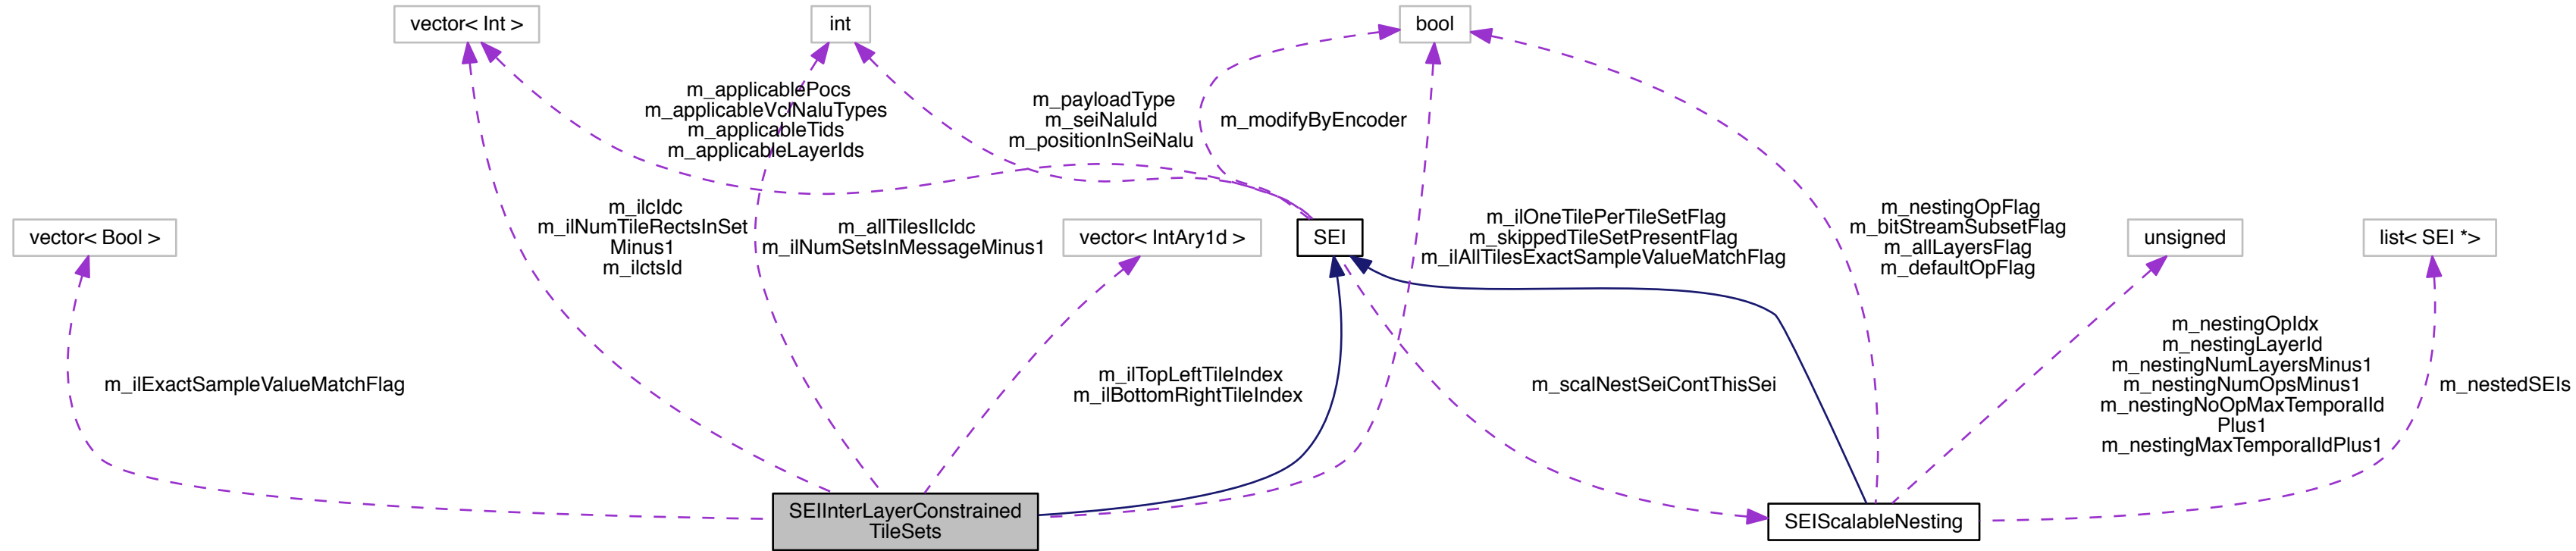 vector< Int >
int
bool
m_applicablePocs
m_applicableVclNaluTypes
m_applicableTids
m_applicableLayerIds
m_payloadType
m_seiNaluId
m_positionInSeiNalu
m_modifyByEncoder
vector< Bool >
m_ilcIdc
m_ilNumTileRectsInSet
Minus1
m_ilctsId
m_allTilesIlcIdc
m_ilNumSetsInMessageMinus1
vector< IntAry1d >
SEI
m_ilOneTilePerTileSetFlag
m_skippedTileSetPresentFlag
m_ilAllTilesExactSampleValueMatchFlag
m_nestingOpFlag
m_bitStreamSubsetFlag
m_allLayersFlag
m_defaultOpFlag
unsigned
list< SEI *>
m_ilExactSampleValueMatchFlag
m_ilTopLeftTileIndex
m_ilBottomRightTileIndex
m_scalNestSeiContThisSei
m_nestingOpIdx
m_nestingLayerId
m_nestingNumLayersMinus1
m_nestingNumOpsMinus1
m_nestingNoOpMaxTemporalId
Plus1
m_nestingMaxTemporalIdPlus1
m_nestedSEIs
SEIInterLayerConstrained
TileSets
SEIScalableNesting